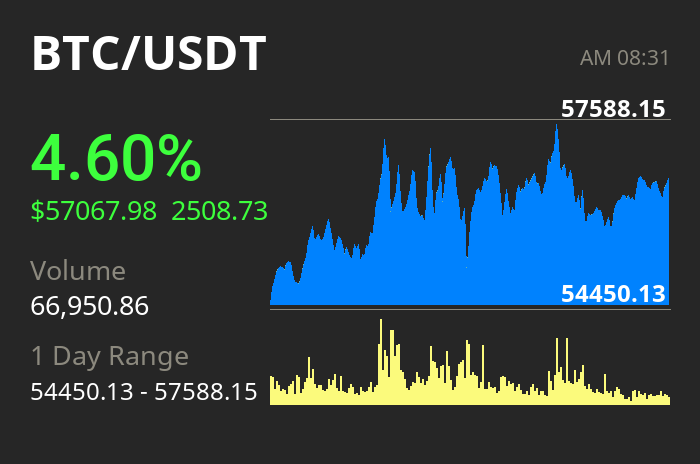 BTC/USDT
AM 08:31
57588.15
4.60%
$57067.98 2508.73
Volume
66,950.86
54450.13
1 Day Range
54450.13 - 57588.15